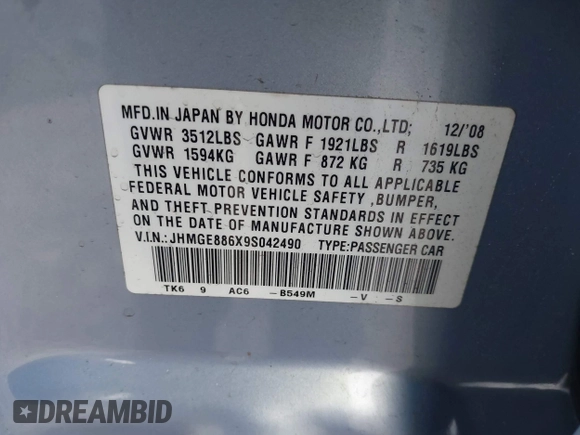 MFD.IN JAPAN BY HONDA MOTOR CO.,LTD; 12/'08
GVWR 3512LBS GAWR F 1921LBS R 1619LBS
GVWR 1594KG GAWR F 872 KG R 735 KG
THIS VEHICLE CONFORMS TO ALL APPLICABLE
FEDERAL MOTOR VEHICLE SAFETY ,BUMPER,
AND THEFT PREVENTION STANDARDS IN EFFECT
ON THE DATE OF MANUFACTURE SHOWN ABOVE.
V.I.N.: JHMGE886X9S042490 TYPE:PASSENGER CAR
TK6 9 AC6 -B549M -V -S
DREAMBID